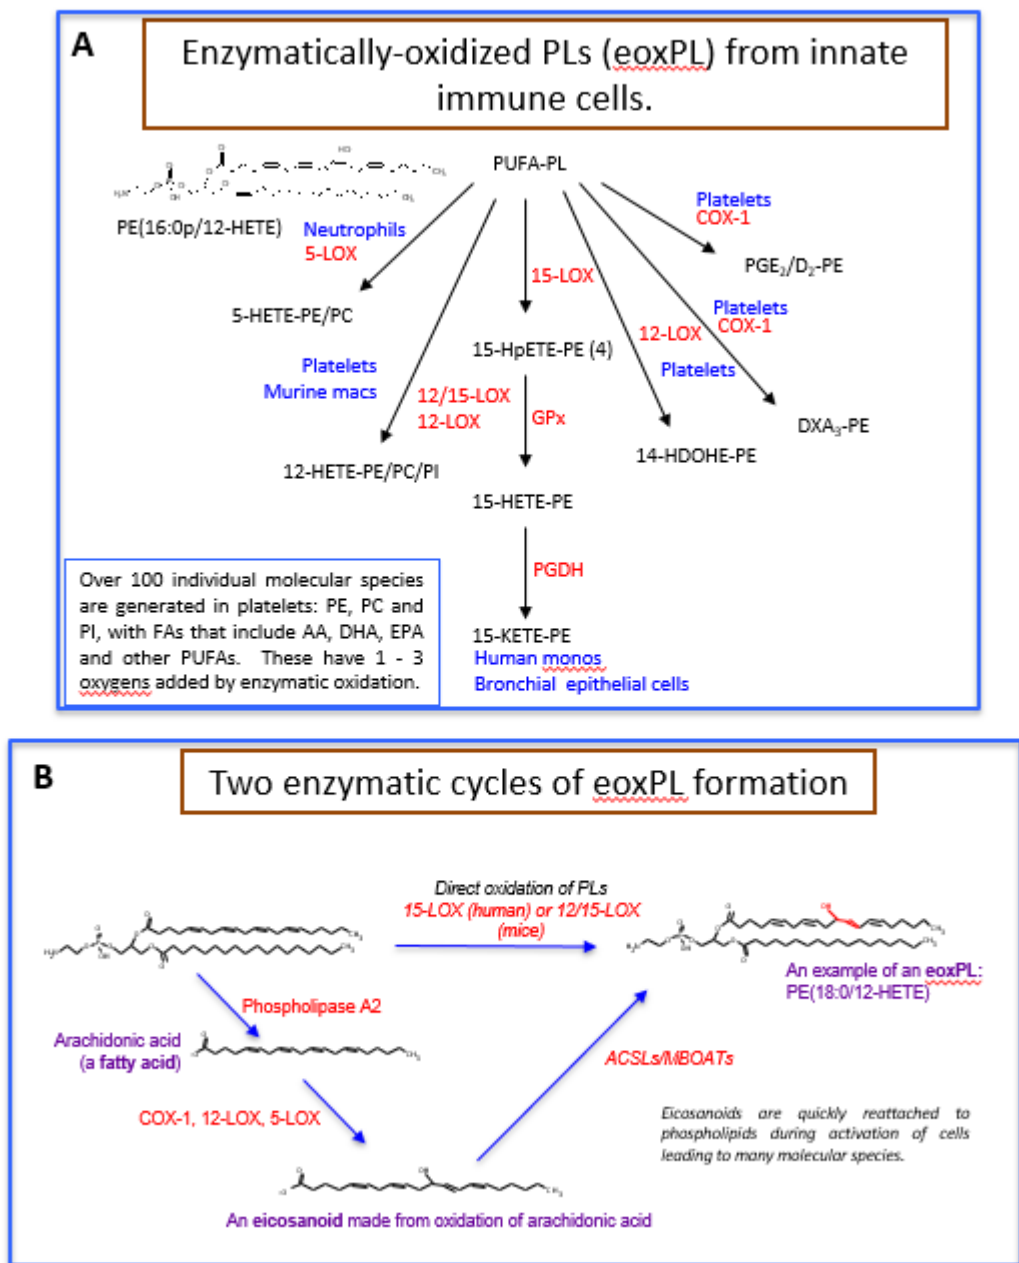 A
Enzymatically-oxidized PLs (eoxPL) from innate
immune cells.
PUFA-PL
PE(16:0p/12-HETE)
Neutrophils
5-LOX
5-HETE-PE/PC
Platelets
Murine macs
12/15-LOX
12-LOX
12-HETE-PE/PC/PI
15-LOX
15-HpETE-PE (4)
GPx
15-HETE-PE
PGDH
15-KETE-PE
Human monos
Bronchial epithelial cells
12-LOX
Platelets
14-HDOHE-PE
Platelets
COX-1
DXA₃-PE
Platelets
COX-1
PGE₂/D₂-PE
Over 100 individual molecular species
are generated in platelets: PE, PC and
PI, with FAs that include AA, DHA, EPA
and other PUFAs. These have 1 - 3
oxygens added by enzymatic oxidation.
B
Two enzymatic cycles of eoxPL formation
Direct oxidation of PLs
15-LOX (human) or 12/15-LOX
(mice)
An example of an eoxPL:
PE(18:0/12-HETE)
Phospholipase A2
Arachidonic acid
(a fatty acid)
ACSLs/MBOATs
COX-1, 12-LOX, 5-LOX
Eicosanoids are quickly reattached to
phospholipids during activation of cells
leading to many molecular species.
An eicosanoid made from oxidation of arachidonic acid